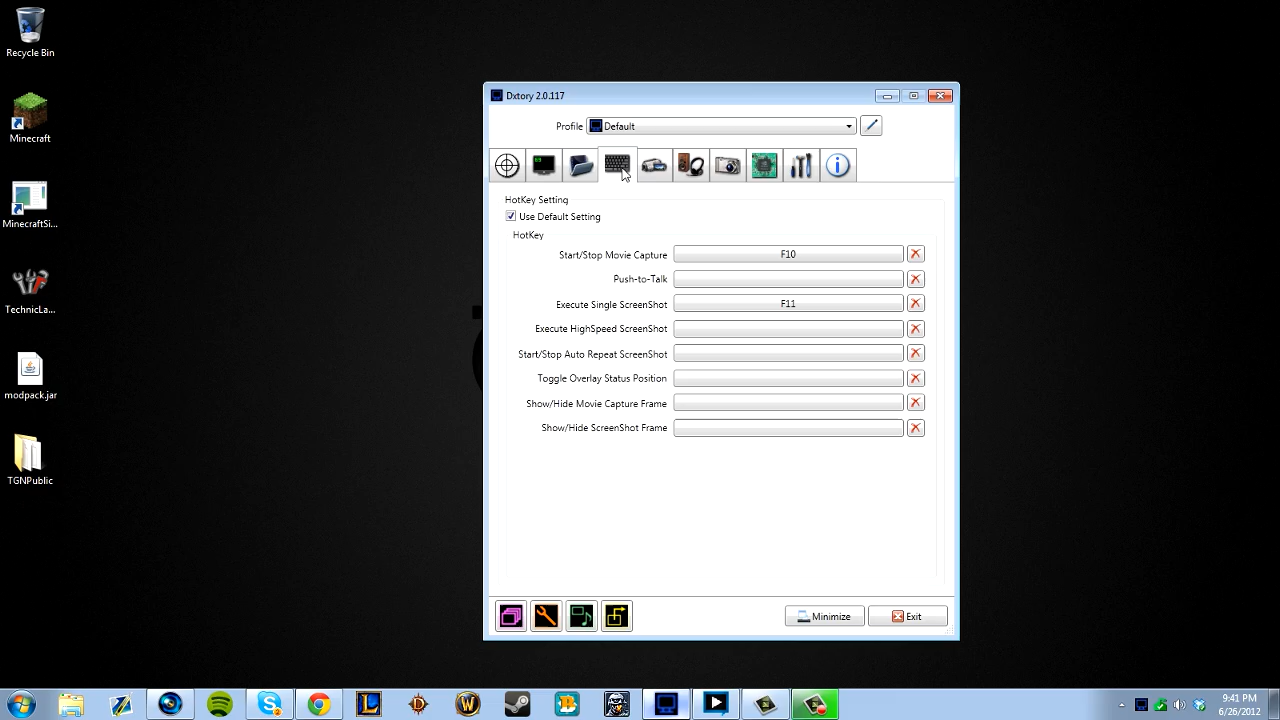 Recycle Bin
Minecraft
MinecraftSi...
TechnicLa...
modpack.jar
TGNPublic
Dxtory 2.0.117
Profile Default
HotKey Setting
Use Default Setting
HotKey
Start/Stop Movie Capture F10
Push-to-Talk
Execute Single ScreenShot F11
Execute HighSpeed ScreenShot
Start/Stop Auto Repeat ScreenShot
Toggle Overlay Status Position
Show/Hide Movie Capture Frame
Show/Hide ScreenShot Frame
Minimize Exit
9:41 PM
6/26/2012